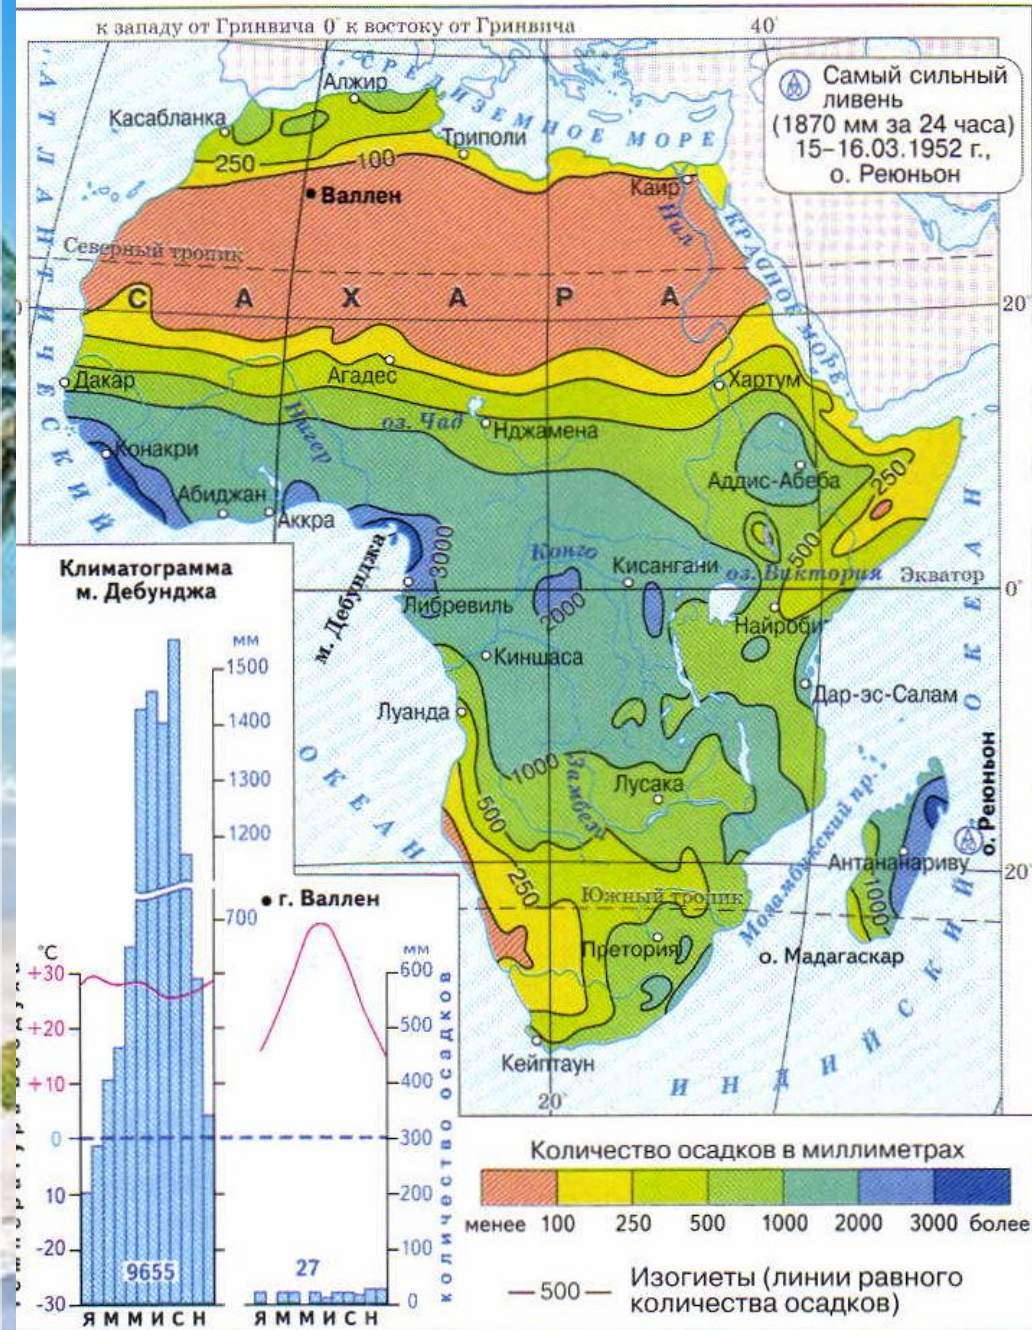 к западу от Гринвича 0° к востоку от Гринвича
40°
Самый сильный
ливень
(1870 мм за 24 часа)
15–16.03.1952 г.,
о. Реюньон
СРЕДИЗЕМНОЕ МОРЕ
АТЛАНТИЧЕСКИЙ
ОКЕАН
Алжир
Касабланка
Триполи
250
100
Валлен
Каир
Нил
КРАСНОЕ МОРЕ
Северный тропик
САХАРА
20°
Агадес
Дакар
Хартум
Нигер
оз. Чад
Нджамена
Конакри
Абиджан
Аккра
Аддис-Абеба
250
500
3000
м. Дебунджа
Конго
Кисангани
оз. Виктория
Экватор
0°
Либревиль
2000
Найроби
Киншаса
Дар-эс-Салам
Луанда
1000
Замбези
Лусака
500
250
Мозамбикский пр.
Антананариву
о. Реюньон
1000
20°
Южный тропик
Претория
о. Мадагаскар
Кейптаун
20°
ИНДИЙСКИЙ ОКЕАН
Климатограмма
м. Дебунджа
мм
1500
1400
1300
1200
700
г. Валлен
°C
мм
+30
600
+20
500
+10
400
0
300
10
200
-20
100
-30
0
9655
27
количество осадков
Я М М И С Н
Я М М И С Н
Количество осадков в миллиметрах
менее 100 250 500 1000 2000 3000 более
500
Изогиеты (линии равного
количества осадков)